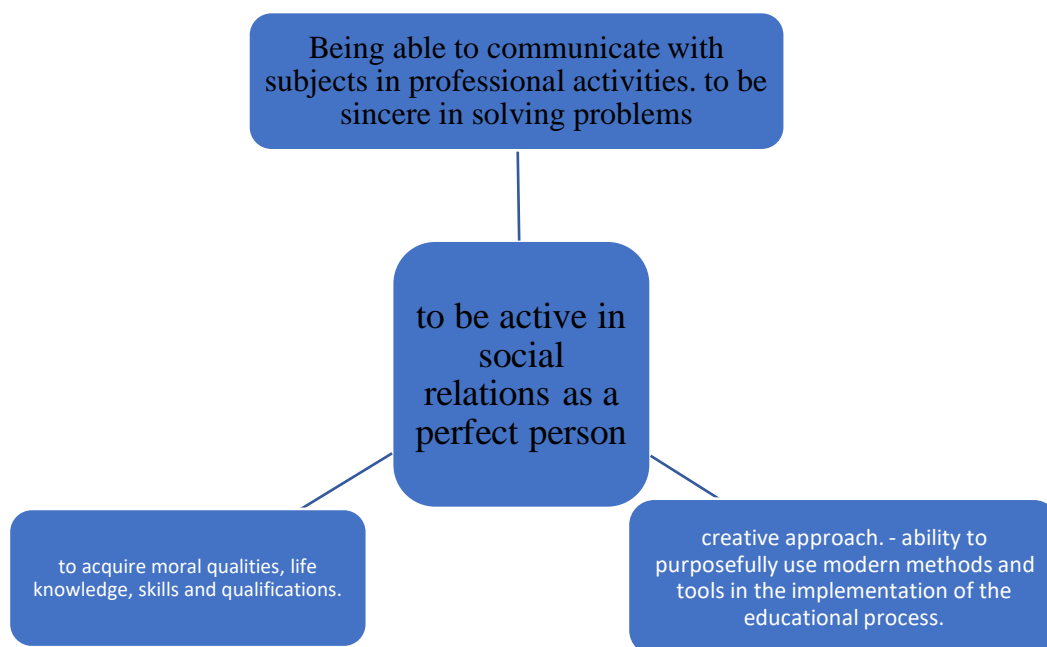 Being able to communicate with
subjects in professional activities. to be
sincere in solving problems
to be active in
social
relations as a
perfect person
to acquire moral qualities, life
knowledge, skills and qualifications.
creative approach. - ability to
purposefully use modern methods and
tools in the implementation of the
educational process.